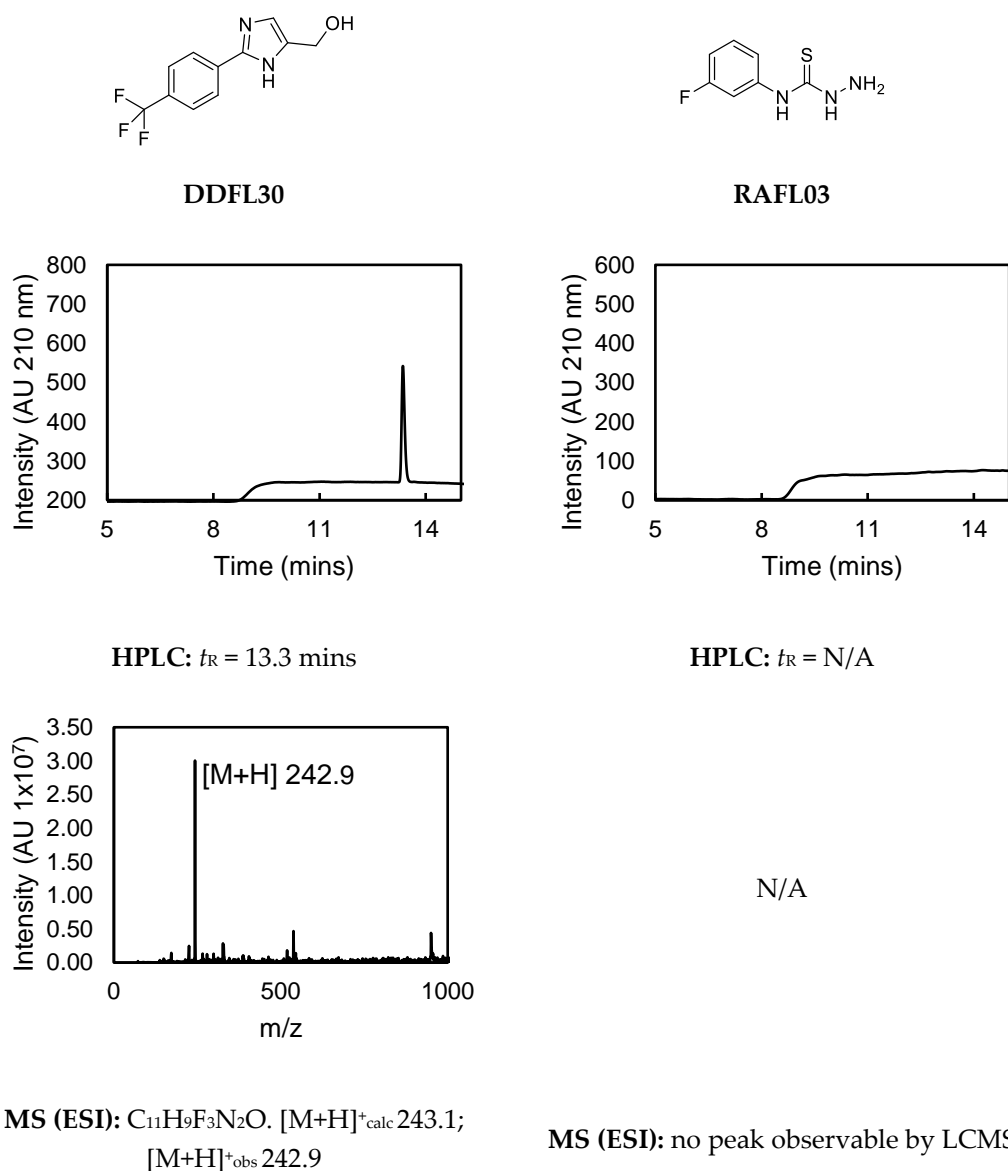 N
OH
N
H
F
F
F
DDFL30
F
N
H
S
N
H
NH₂
RAFL03
Intensity (AU 210 nm)
800
700
600
500
400
300
200
5 8 11 14
Time (mins)
HPLC: tR = 13.3 mins
Intensity (AU 210 nm)
600
500
400
300
200
100
0
5 8 11 14
Time (mins)
HPLC: tR = N/A
Intensity (AU 1x10⁷)
3.50
3.00
2.50
2.00
1.50
1.00
0.50
0.00
[M+H] 242.9
0 500 1000
m/z
N/A
MS (ESI): C₁₁H₉F₃N₂O. [M+H]⁺calc 243.1;
[M+H]⁺obs 242.9
MS (ESI): no peak observable by LCMS